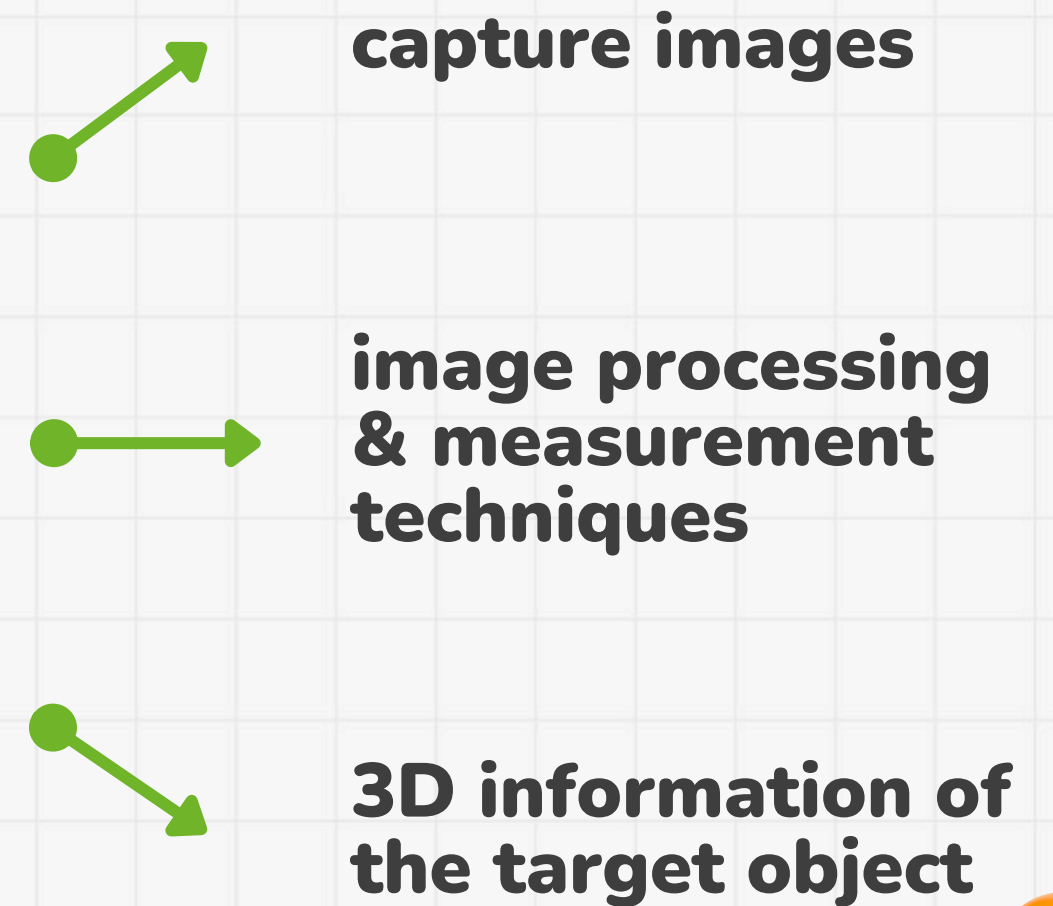 capture images
image processing
& measurement
techniques
3D information of
the target object